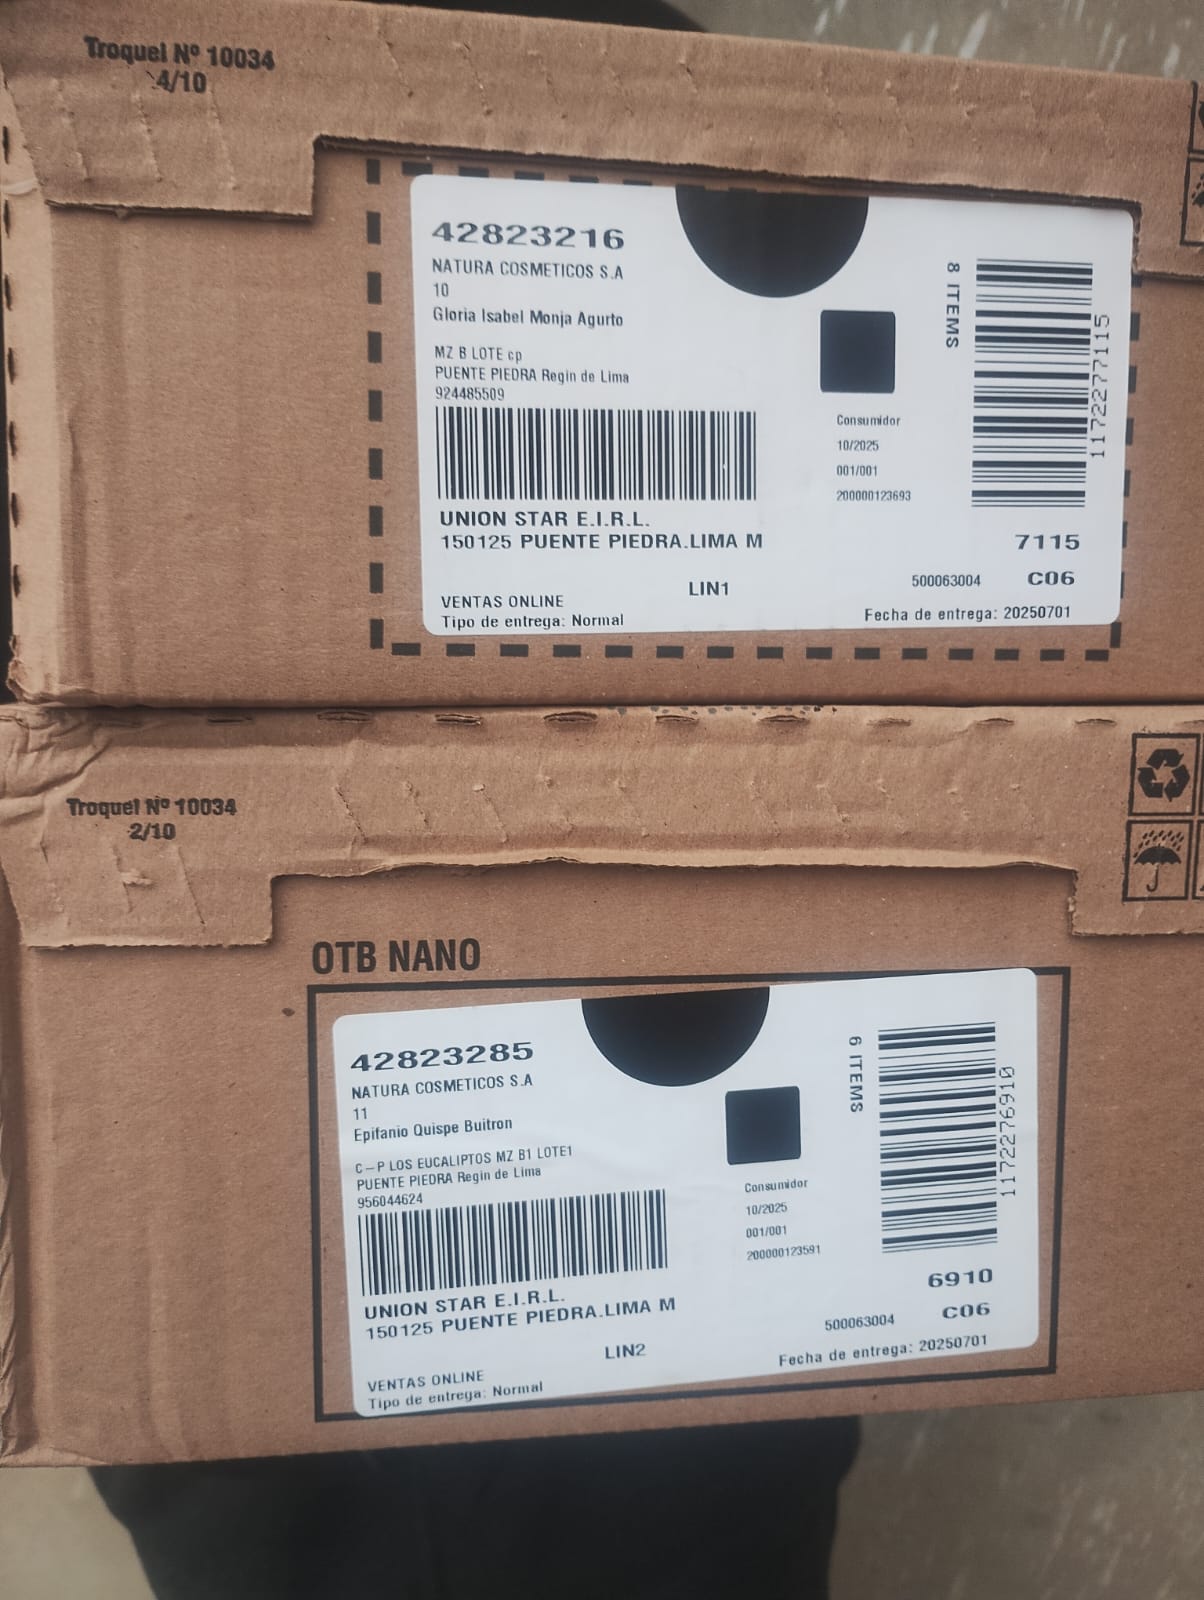 Troquel Nº 10034
4/10
42823216
NATURA COSMETICOS S.A
10
Gloria Isabel Monja Agurto
MZ B LOTE cp
PUENTE PIEDRA Regin de Lima
924485509
UNION STAR E.I.R.L.
150125 PUENTE PIEDRA.LIMA M
LIN1
VENTAS ONLINE
Tipo de entrega: Normal
8 ITEMS
Consumidor
10/2025
001/001
200000123693
1172277115
7115
500063004 C06
Fecha de entrega: 20250701
Troquel Nº 10034
2/10
OTB NANO
42823285
NATURA COSMETICOS S.A
11
Epifanio Quispe Buitron
C-P LOS EUCALIPTOS MZ B1 LOTE1
PUENTE PIEDRA Regin de Lima
956044624
UNION STAR E.I.R.L.
150125 PUENTE PIEDRA.LIMA M
LIN2
VENTAS ONLINE
Tipo de entrega: Normal
6 ITEMS
Consumidor
10/2025
001/001
200000123591
1172276910
6910
500063004 C06
Fecha de entrega: 20250701